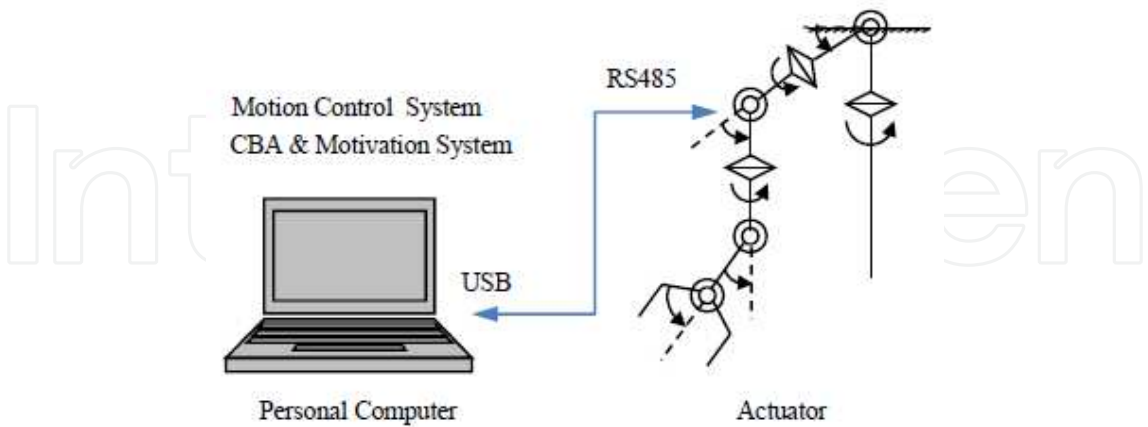 RS485
Motion Control System
CBA & Motivation System
USB
Personal Computer
Actuator